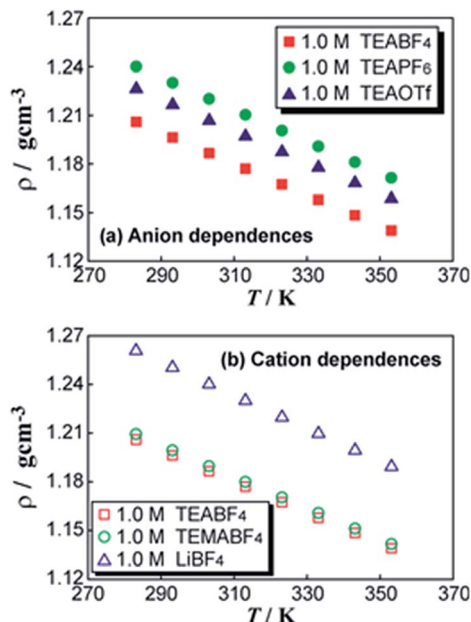 1.27
1.24
1.21
1.18
1.15
1.12
ρ / gcm-3
1.0 M TEABF4
1.0 M TEAPF6
1.0 M TEAOTf
(a) Anion dependences
270 290 310 330 350 370
T / K
1.27
1.24
1.21
1.18
1.15
1.12
ρ / gcm-3
(b) Cation dependences
1.0 M TEABF4
1.0 M TEMABF4
1.0 M LiBF4
270 290 310 330 350 370
T / K